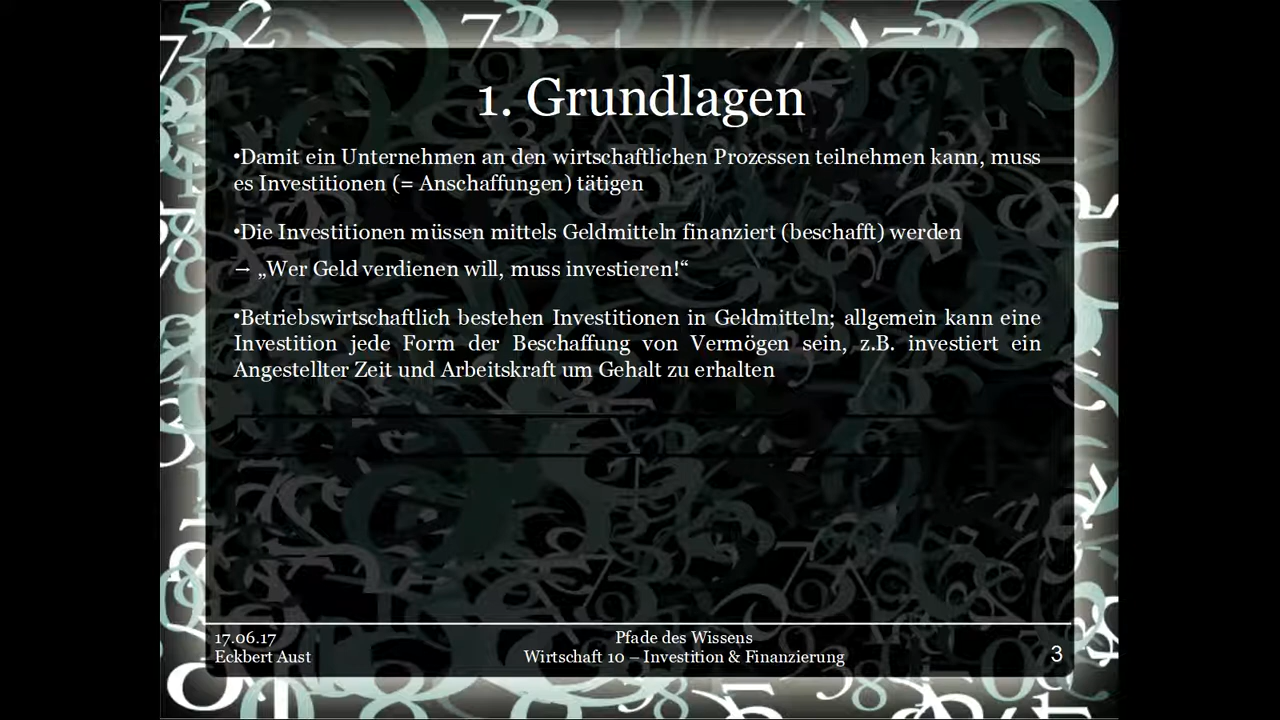 1. Grundlagen
•Damit ein Unternehmen an den wirtschaftlichen Prozessen teilnehmen kann, muss
es Investitionen (= Anschaffungen) tätigen
•Die Investitionen müssen mittels Geldmitteln finanziert (beschafft) werden
→ „Wer Geld verdienen will, muss investieren!“
•Betriebswirtschaftlich bestehen Investitionen in Geldmitteln; allgemein kann eine
Investition jede Form der Beschaffung von Vermögen sein, z.B. investiert ein
Angestellter Zeit und Arbeitskraft um Gehalt zu erhalten
17.06.17
Eckbert Aust
Pfade des Wissens
Wirtschaft 10 – Investition & Finanzierung
3